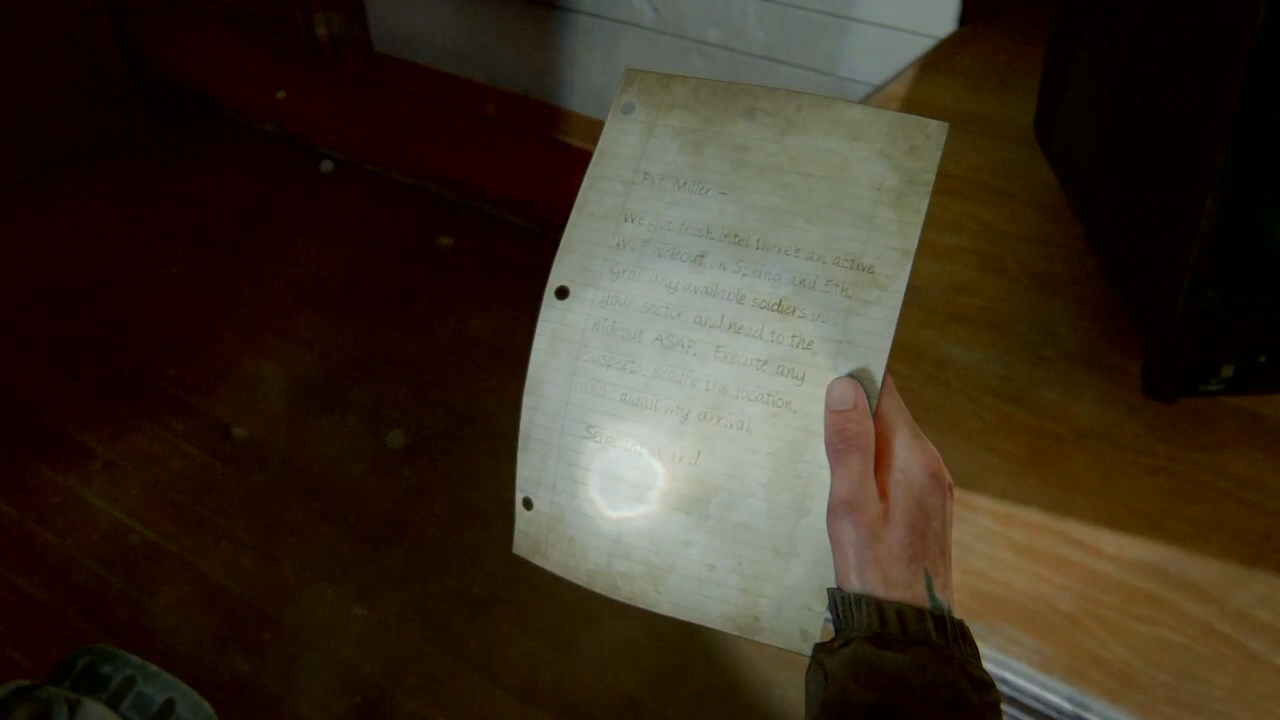 Pvt. Miller –
We got fresh intel there's an active
WLF hideout on Spring and 5th.
Grab any available soldiers in
your sector and head to the
hideout ASAP. Execute any
suspects, secure the location,
and await my arrival.